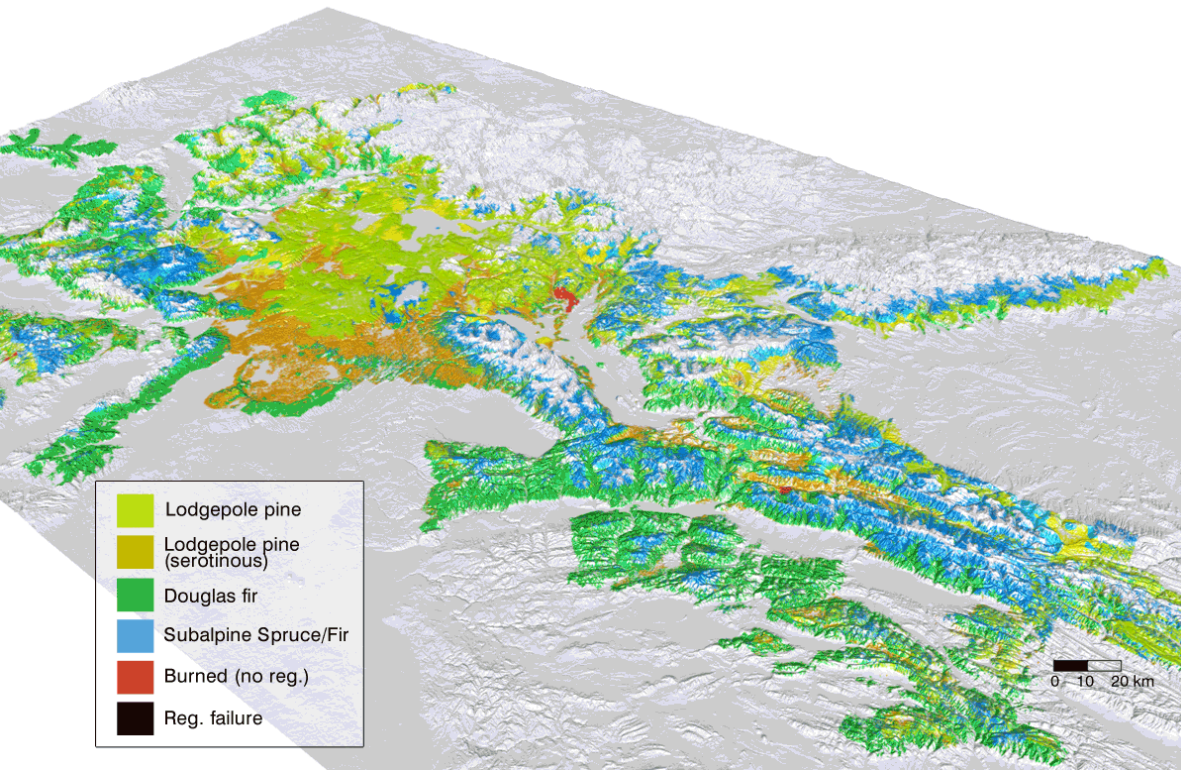 Lodgepole pine
Lodgepole pine
(serotinous)
Douglas fir
Subalpine Spruce/Fir
Burned (no reg.)
Reg. failure
0 10 20 km